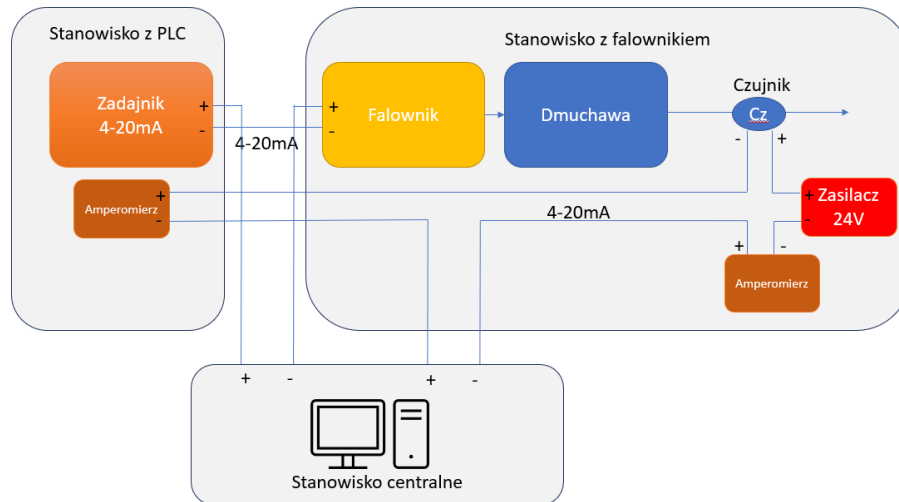 Stanowisko z PLC
Zadajnik
4-20mA
+
-
Amperomierz
+
-
4-20mA
Stanowisko z falownikiem
+
-
Falownik
Dmuchawa
Czujnik
Cz
-
+
+
-
Zasilacz
24V
4-20mA
+
-
Amperomierz
+
-
+
-
Stanowisko centralne